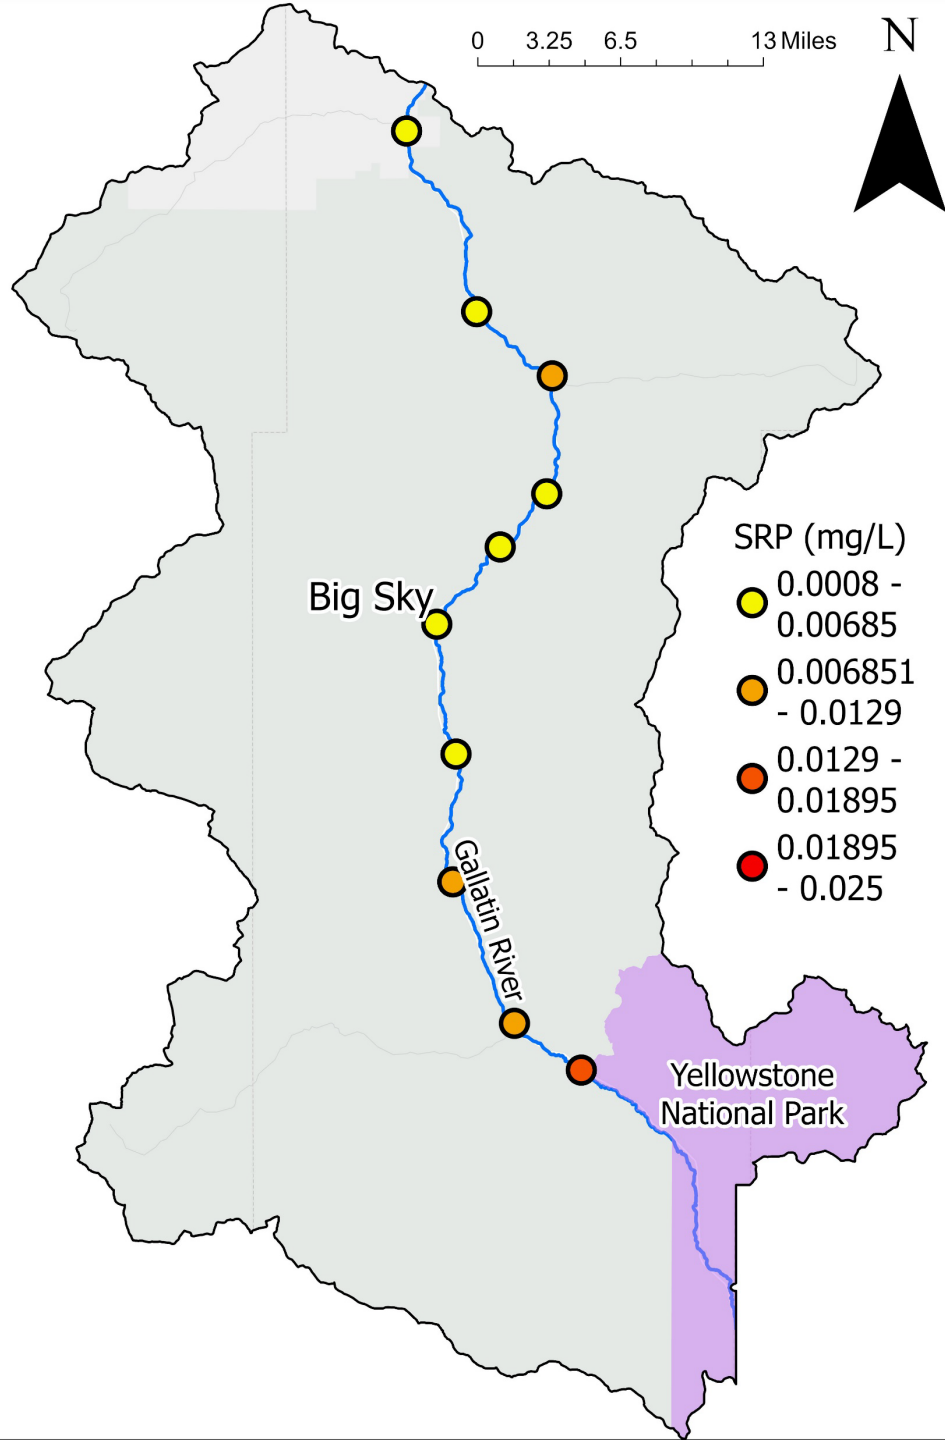 0 3.25 6.5 13 Miles
N
SRP (mg/L)
0.0008 -
0.00685
0.006851
- 0.0129
0.0129 -
0.01895
0.01895
- 0.025
Big Sky
Gallatin River
Yellowstone
National Park